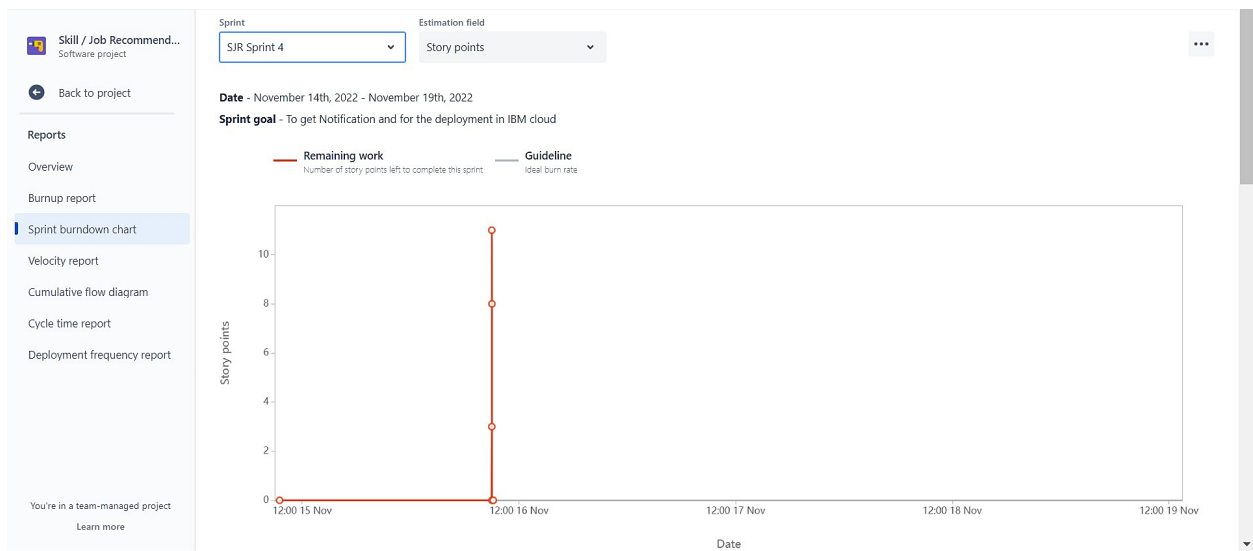 Skill / Job Recommend...
Software project
Back to project
Reports
Overview
Burnup report
Sprint burndown chart
Velocity report
Cumulative flow diagram
Cycle time report
Deployment frequency report
You're in a team-managed project
Learn more
Sprint
Estimation field
SJR Sprint 4
Story points
Date - November 14th, 2022 - November 19th, 2022
Sprint goal - To get Notification and for the deployment in IBM cloud
Remaining work
Number of story points left to complete this sprint
Guideline
Ideal burn rate
Story points
10
8
6
4
2
0
12:00 15 Nov
12:00 16 Nov
12:00 17 Nov
12:00 18 Nov
12:00 19 Nov
Date